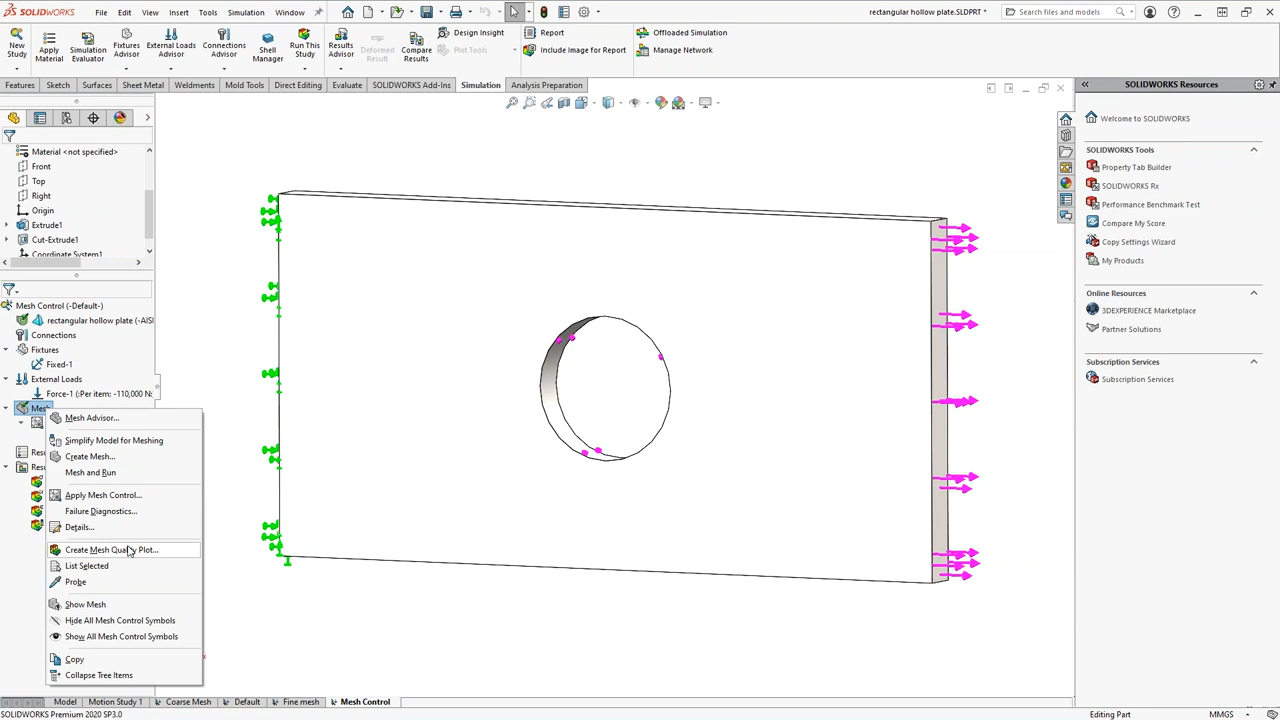 SOLIDWORKS File Edit View Insert Tools Simulation Window rectangular hollow plate.SLDPRT * Search files and models
New Study
Apply Material
Simulation Evaluator
Fixtures Advisor
External Loads Advisor
Connections Advisor
Shell Manager
Run This Study
Results Advisor
Deformed Result
Compare Results
Design Insight
Plot Tools
Report
Include Image for Report
Offloaded Simulation
Manage Network
Features Sketch Surfaces Sheet Metal Mold Tools Weldments Direct Editing Evaluate SOLIDWORKS Add-Ins Simulation Analysis Preparation
Material <not specified>
Front
Top
Right
Origin
Extrude1
Cut-Extrude1
Coordinate System1
Mesh Control (-Default-)
rectangular hollow plate (-AISI
Connections
Fixtures
Fixed-1
External Loads
Force-1 (:Per item: -110,000 N:
Mesh
Res
Res
Mesh Advisor...
Simplify Model for Meshing
Create Mesh...
Mesh and Run
Apply Mesh Control...
Failure Diagnostics...
Details...
Create Mesh Quality Plot...
List Selected
Probe
Show Mesh
Hide All Mesh Control Symbols
Show All Mesh Control Symbols
Copy
Collapse Tree Items
SOLIDWORKS Resources
Welcome to SOLIDWORKS
SOLIDWORKS Tools
Property Tab Builder
SOLIDWORKS Rx
Performance Benchmark Test
Compare My Score
Copy Settings Wizard
My Products
Online Resources
3DEXPERIENCE Marketplace
Partner Solutions
Subscription Services
Subscription Services
Model Motion Study 1 Coarse Mesh Default Fine mesh Mesh Control
SOLIDWORKS Premium 2020 SP3.0 Editing Part MMGS